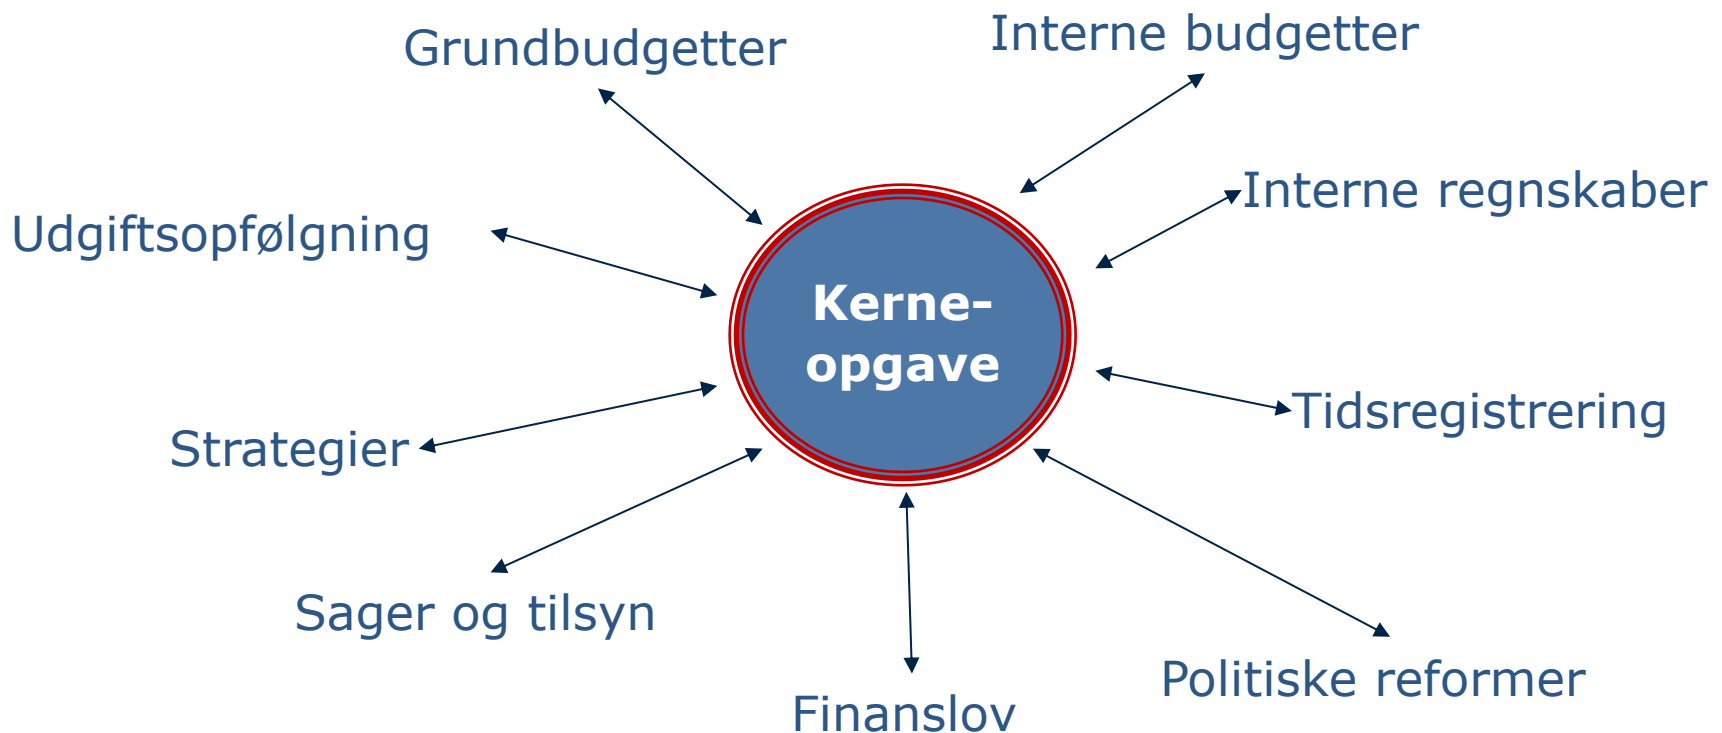 Grundbudgetter
Interne budgetter
Interne regnskaber
Udgiftsopfølgning
Kerne-
opgave
Tidsregistrering
Strategier
Sager og tilsyn
Politiske reformer
Finanslov